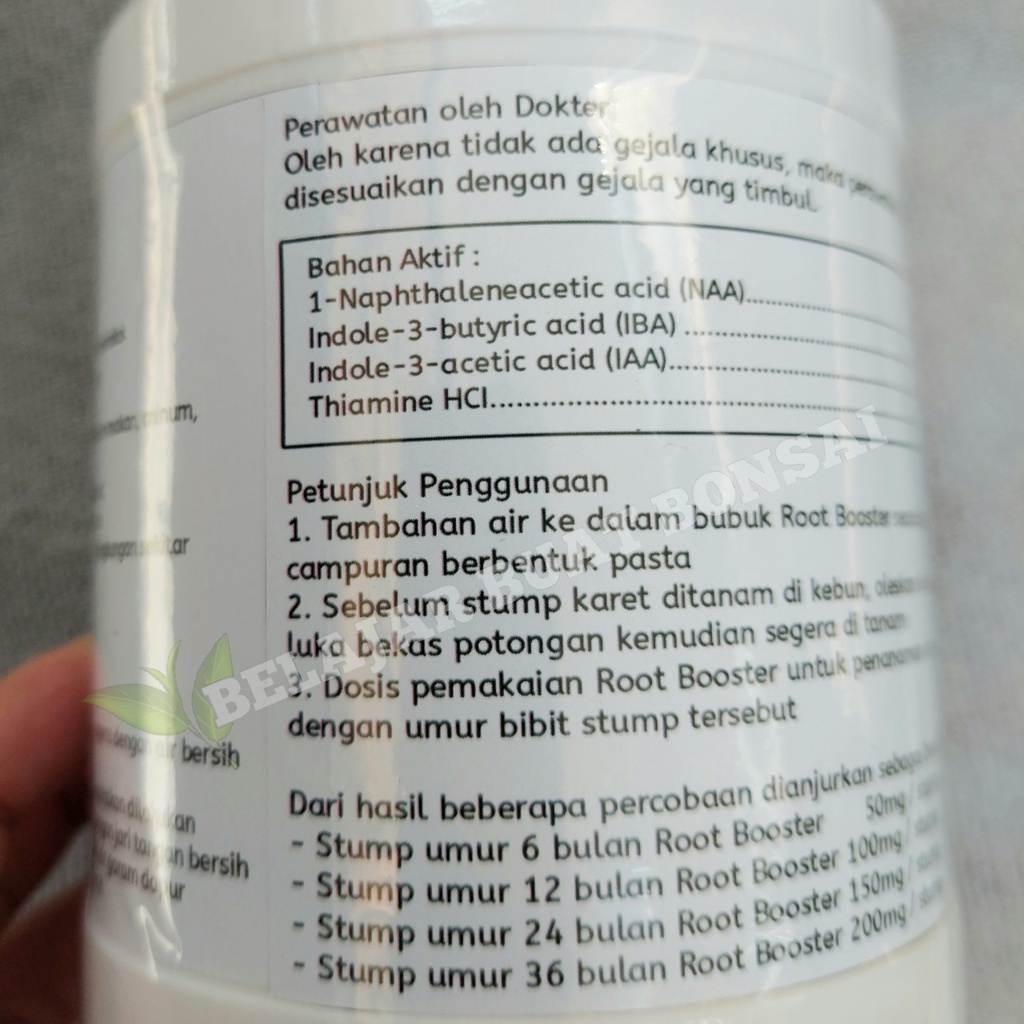 Perawatan oleh Dokter
Oleh karena tidak ada gejala khusus, maka
disesuaikan dengan gejala yang timbul.
Bahan Aktif :
1-Naphthaleneacetic acid (NAA)..............
Indole-3-butyric acid (IBA) ....................
Indole-3-acetic acid (IAA)......................
Thiamine HCl..........................................
Petunjuk Penggunaan
1. Tambahan air ke dalam bubuk Root Booster
campuran berbentuk pasta
2. Sebelum stump karet ditanam di kebun,
luka bekas potongan kemudian segera di tanam
3. Dosis pemakaian Root Booster untuk
dengan umur bibit stump tersebut
Dari hasil beberapa percobaan dianjurkan
- Stump umur 6 bulan Root Booster 50mg /
- Stump umur 12 bulan Root Booster 100mg /
- Stump umur 24 bulan Root Booster 150mg /
- Stump umur 36 bulan Root Booster 200mg /
bersih
bersih
BELAJAR BUAT BONSAI